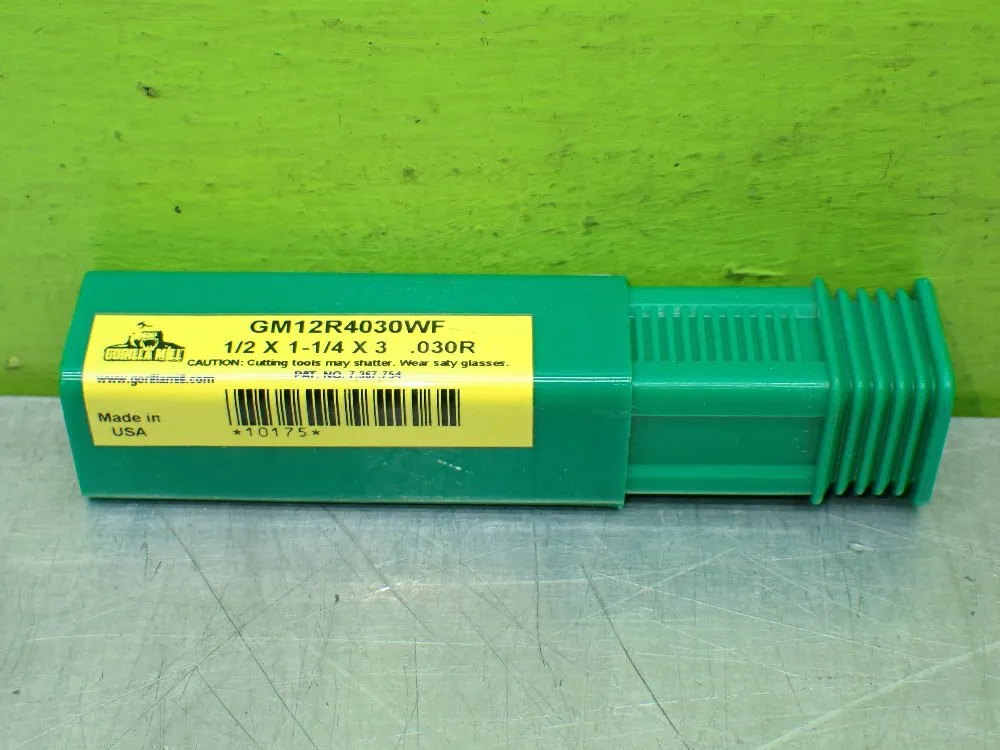 GM12R4030WF
1/2 X 1-1/4 X 3 .030R
CAUTION: Cutting tools may shatter. Wear saty glasses.
PAT. NO. 7,367,754
GORILLA MILL
www.gorillamill.com
Made in
USA
*10175*